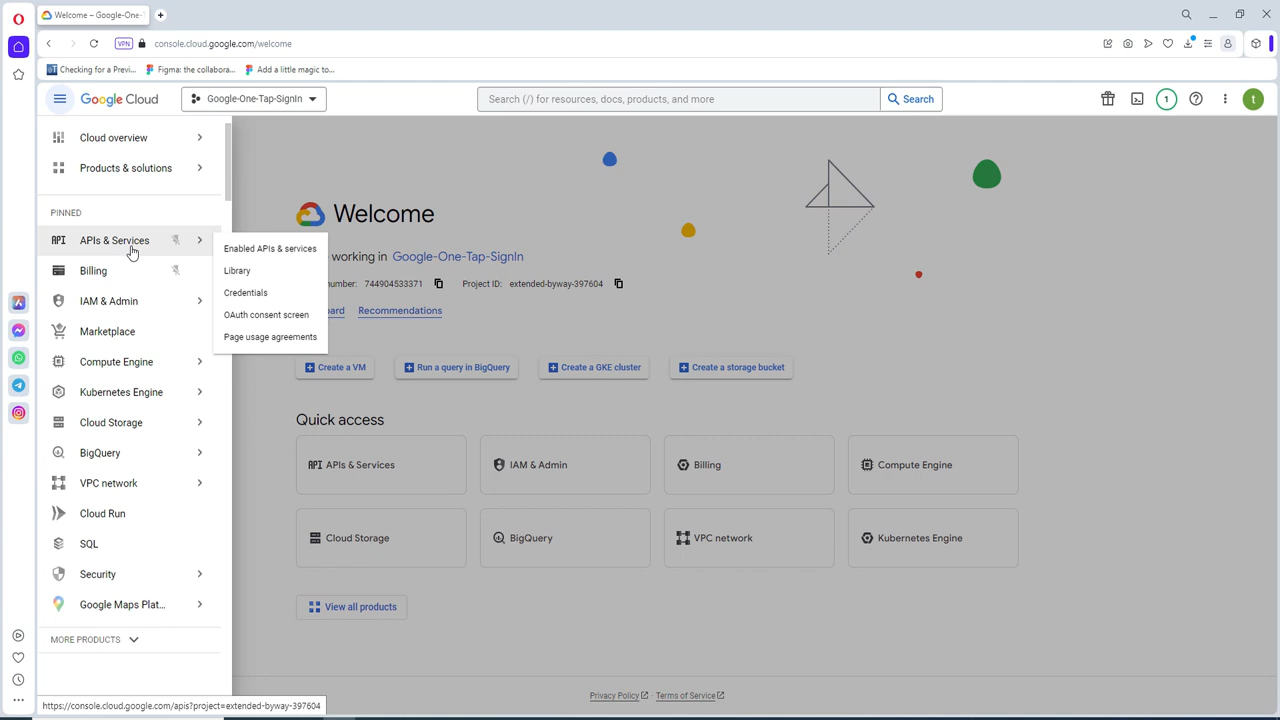 Welcome – Google-One-T
console.cloud.google.com/welcome
VPN
Checking for a Previ...
Figma: the collabora...
Add a little magic to...
Google Cloud
Google-One-Tap-SignIn
Search (/) for resources, docs, products, and more
Search
1
t
Cloud overview
Products & solutions
PINNED
API APIs & Services
Billing
IAM & Admin
Marketplace
Compute Engine
Kubernetes Engine
Cloud Storage
BigQuery
VPC network
Cloud Run
SQL
Security
Google Maps Plat...
MORE PRODUCTS
Enabled APIs & services
Library
Credentials
OAuth consent screen
Page usage agreements
Welcome
working in Google-One-Tap-SignIn
number: 744904533371 Project ID: extended-byway-397604
Recommendations
Create a VM
Run a query in BigQuery
Create a GKE cluster
Create a storage bucket
Quick access
API APIs & Services
IAM & Admin
Billing
Compute Engine
Cloud Storage
BigQuery
VPC network
Kubernetes Engine
View all products
Privacy Policy · Terms of Service
https://console.cloud.google.com/apis?project=extended-byway-397604